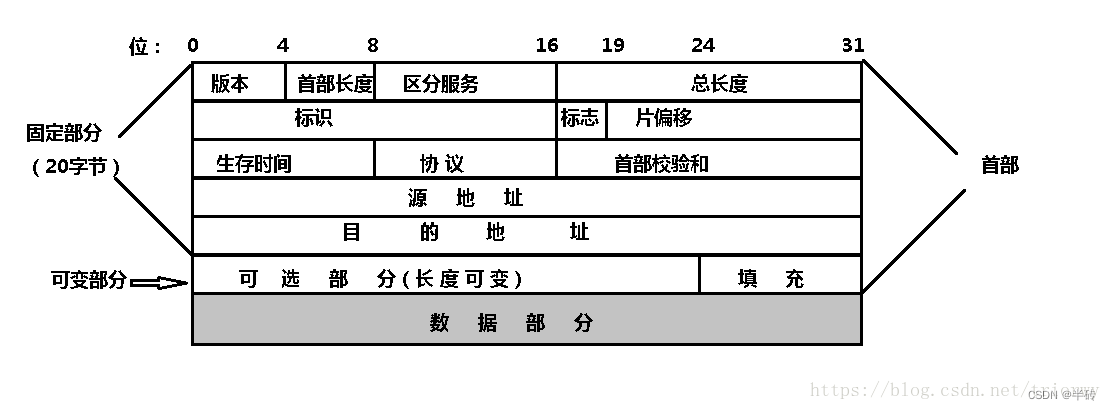 位： 0 4 8 16 19 24 31
版本 首部长度 区分服务 总长度
标识 标志 片偏移
固定部分
（20字节）
生存时间 协 议 首部校验和
首部
源 地 址
目 的 地 址
可变部分 可 选 部 分 (长 度 可 变) 填 充
数 据 部 分
https://blog.csdn.net/
CSDN @半砖